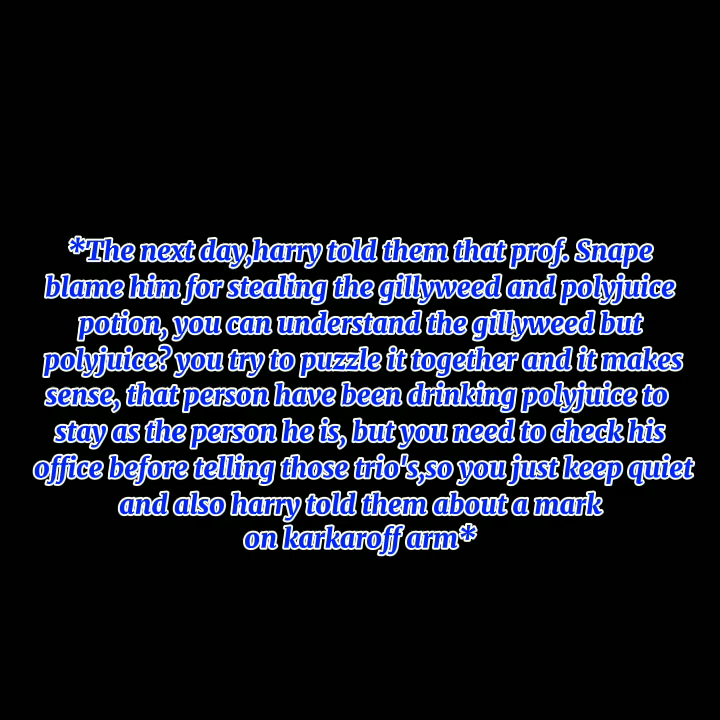 *The next day,harry told them that prof. Snape
blame him for stealing the gillyweed and polyjuice
potion, you can understand the gillyweed but
polyjuice? you try to puzzle it together and it makes
sense, that person have been drinking polyjuice to
stay as the person he is, but you need to check his
office before telling those trio's,so you just keep quiet
and also harry told them about a mark
on karkaroff arm*